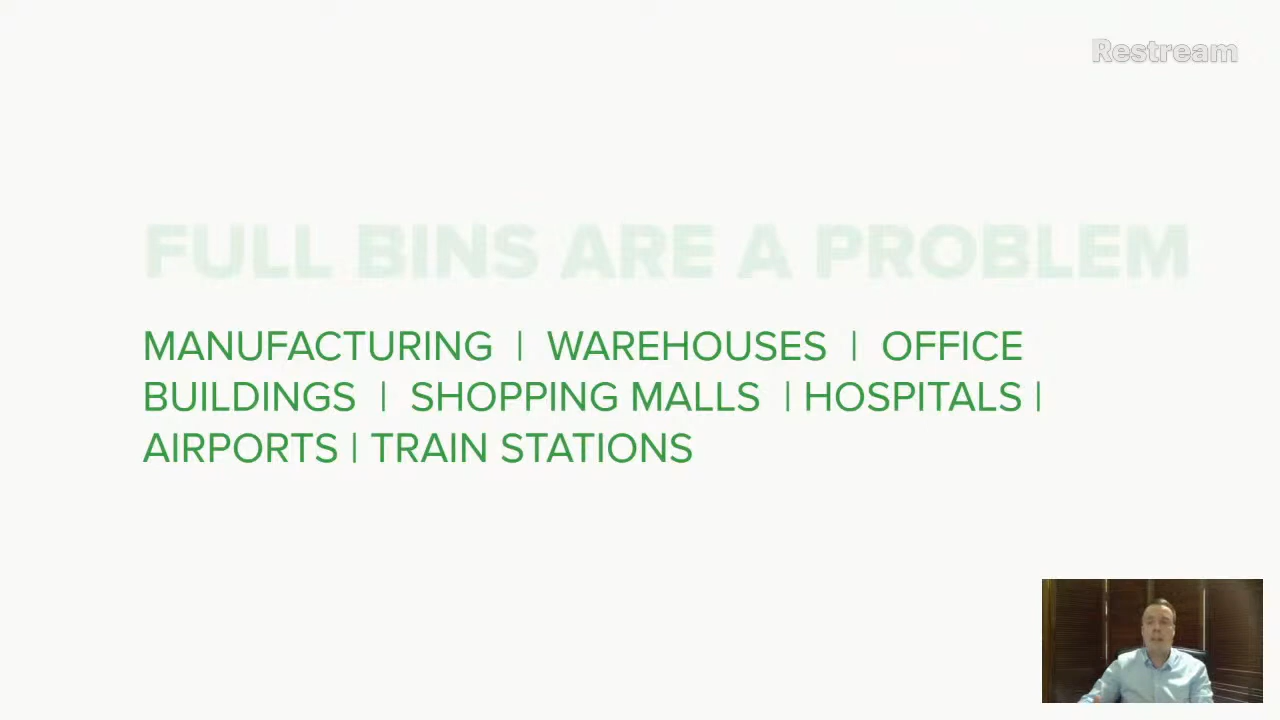 Restream
FULL BINS ARE A PROBLEM
MANUFACTURING | WAREHOUSES | OFFICE
BUILDINGS | SHOPPING MALLS | HOSPITALS |
AIRPORTS | TRAIN STATIONS